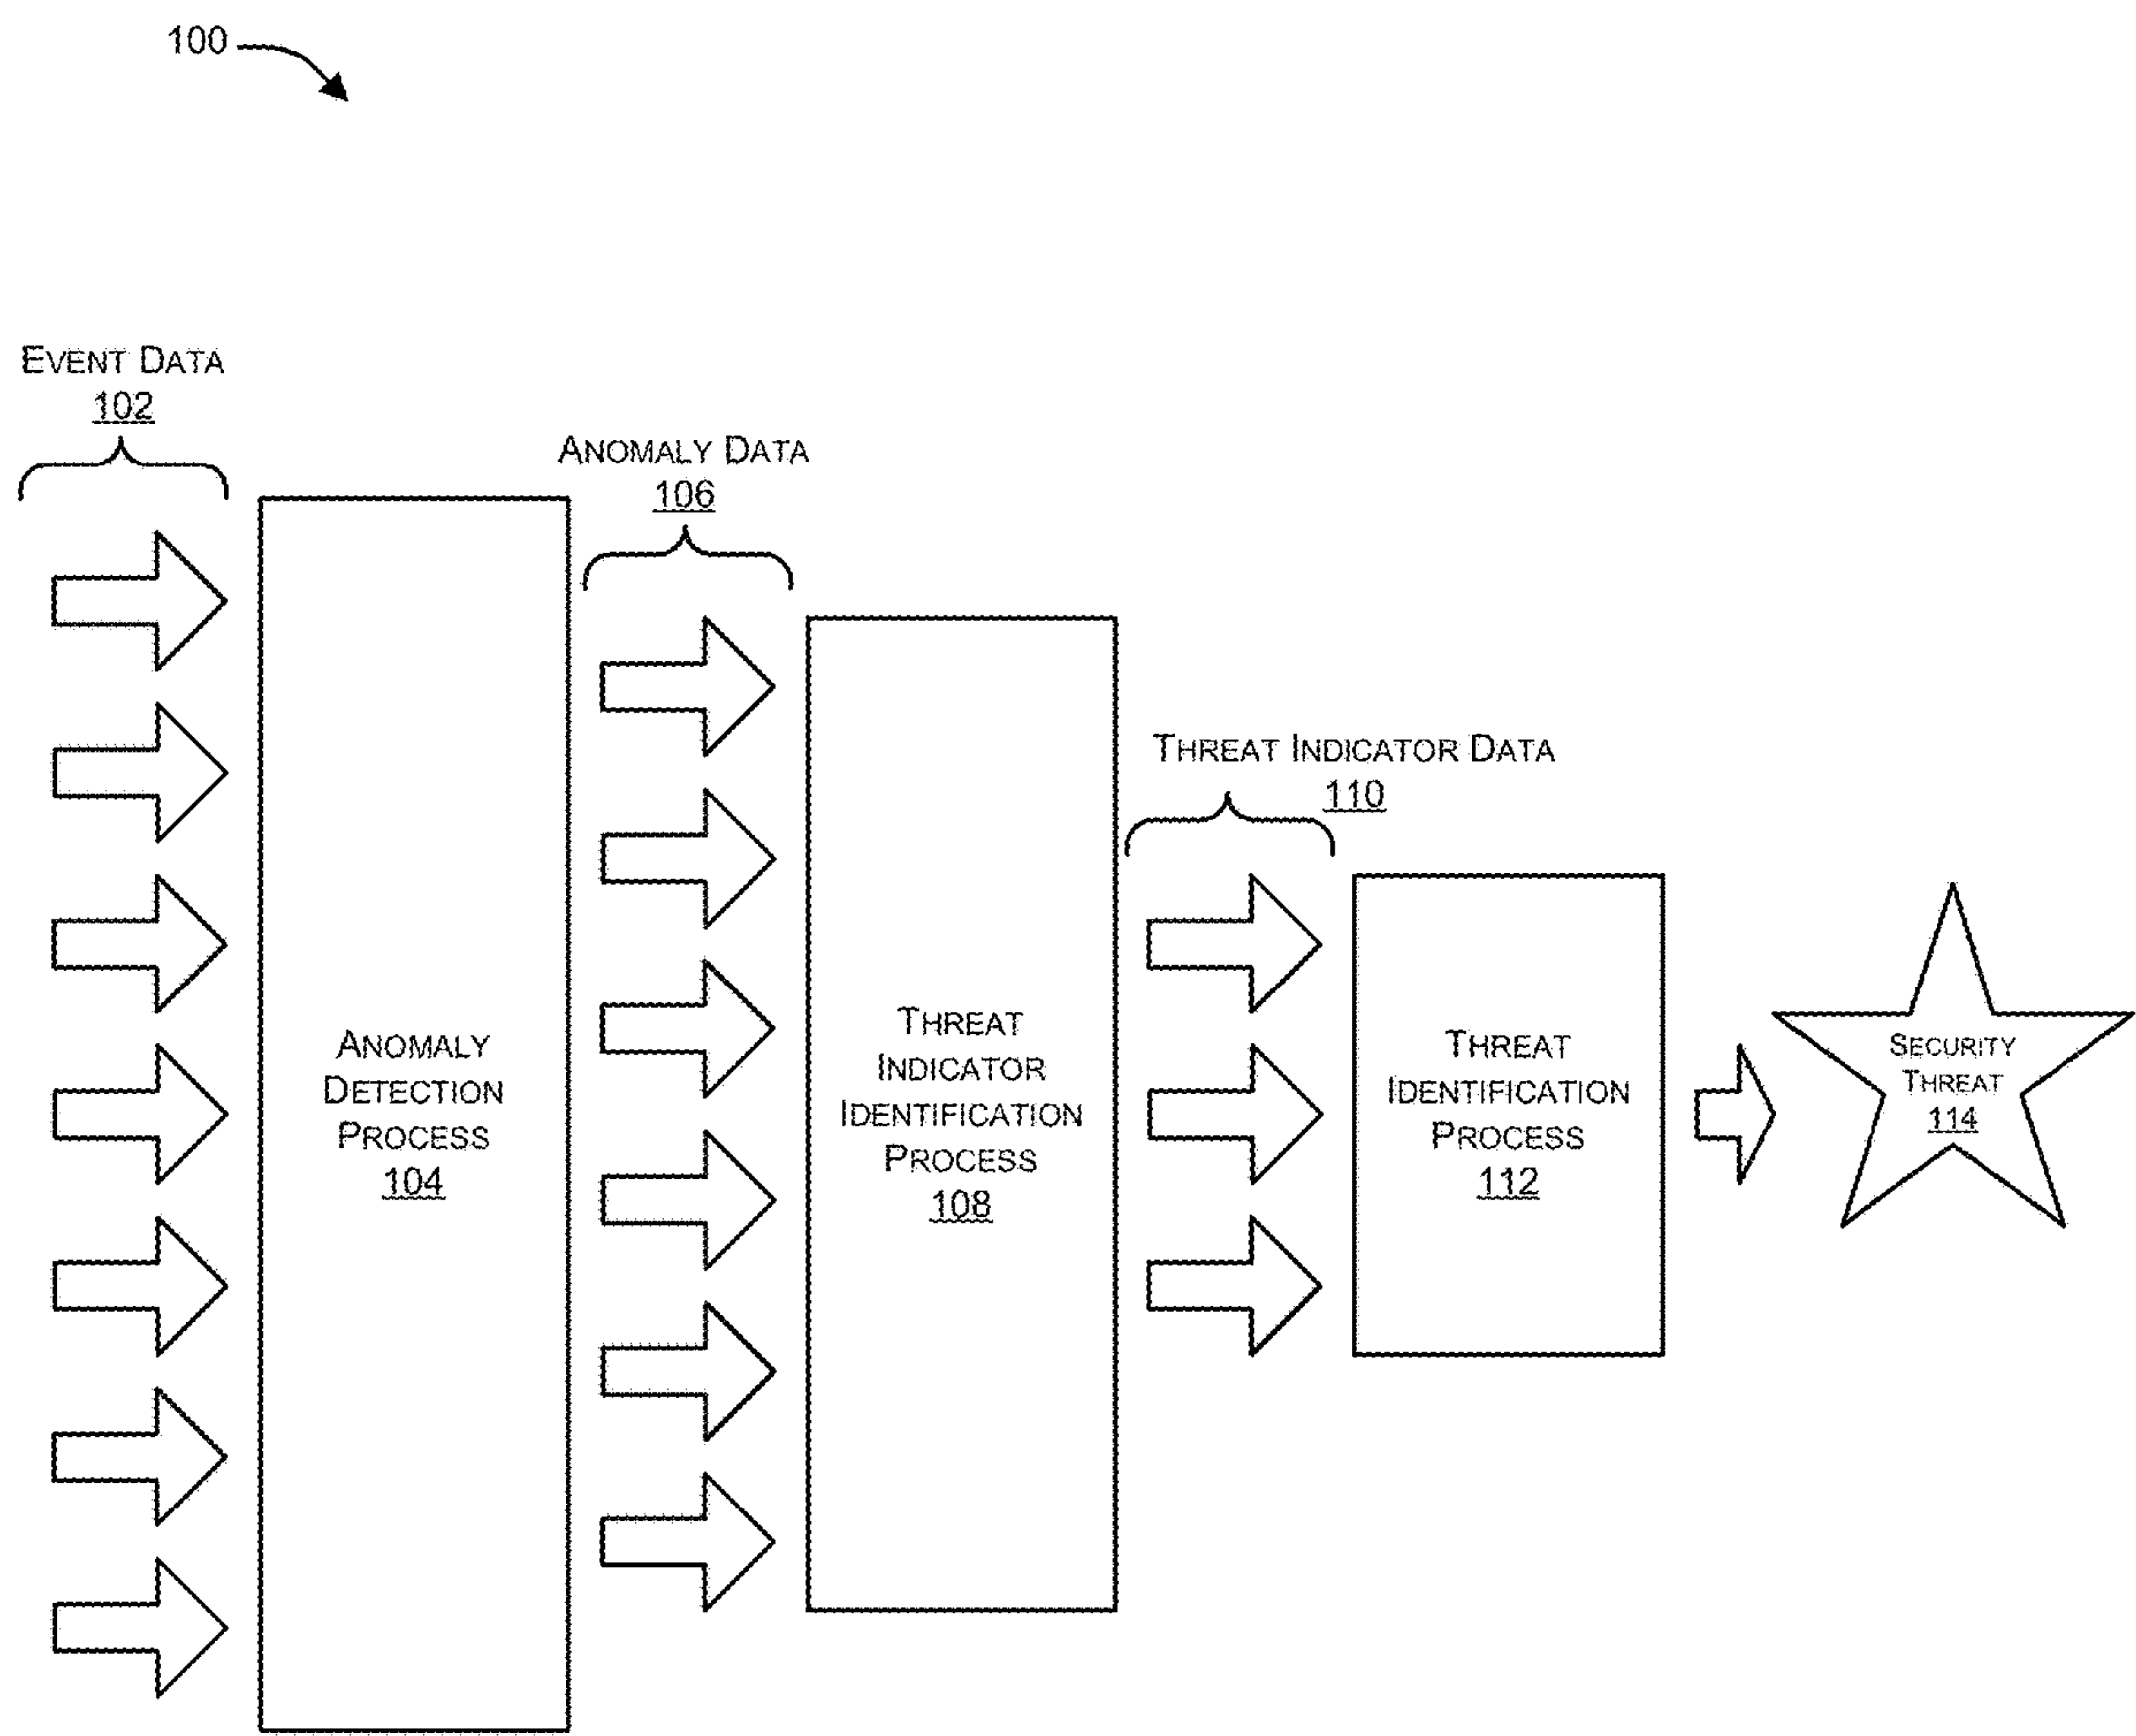 100
EVENT DATA
102
ANOMALY DATA
106
THREAT INDICATOR DATA
110
ANOMALY
DETECTION
PROCESS
104
THREAT
INDICATOR
IDENTIFICATION
PROCESS
108
THREAT
IDENTIFICATION
PROCESS
112
SECURITY
THREAT
114